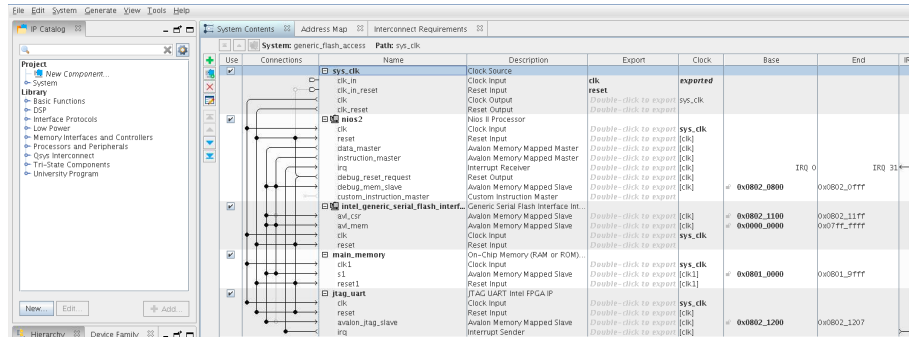 File Edit System Generate View Tools Help
IP Catalog
System Contents Address Map Interconnect Requirements
System: generic_flash_access Path: sys_clk
Project
New Component...
System
Library
Basic Functions
DSP
Interface Protocols
Low Power
Memory Interfaces and Controllers
Processors and Peripherals
Qsys Interconnect
Tri-State Components
University Program
New... Edit... Add...
Hierarchy Device Family
Use Connections Name Description Export Clock Base End
sys_clk Clock Source
clk_in Clock Input clk exported
clk_in_reset Reset Input reset
clk Clock Output Double-click to export sys_clk
clk_reset Reset Output Double-click to export
nios2 Nios II Processor
clk Clock Input Double-click to export sys_clk
reset Reset Input Double-click to export [clk]
data_master Avalon Memory Mapped Master Double-click to export [clk]
instruction_master Avalon Memory Mapped Master Double-click to export [clk]
irq Interrupt Receiver Double-click to export [clk] IRQ 0 IRQ 31
debug_reset_request Reset Output Double-click to export [clk]
debug_mem_slave Avalon Memory Mapped Slave Double-click to export [clk] 0x0802_0800 0x0802_0fff
custom_instruction_master Custom Instruction Master Double-click to export
intel_generic_serial_flash_interf... Generic Serial Flash Interface Int...
avl_csr Avalon Memory Mapped Slave Double-click to export [clk] 0x0802_1100 0x0802_11ff
avl_mem Avalon Memory Mapped Slave Double-click to export [clk] 0x0000_0000 0x07ff_ffff
clk Clock Input Double-click to export sys_clk
reset Reset Input Double-click to export [clk]
main_memory On-Chip Memory (RAM or ROM)...
clk1 Clock Input Double-click to export sys_clk
s1 Avalon Memory Mapped Slave Double-click to export [clk1] 0x0801_0000 0x0801_9fff
reset1 Reset Input Double-click to export [clk1]
jtag_uart JTAG UART Intel FPGA IP
clk Clock Input Double-click to export sys_clk
reset Reset Input Double-click to export [clk]
avalon_jtag_slave Avalon Memory Mapped Slave Double-click to export [clk] 0x0802_1200 0x0802_1207
irq Interrupt Sender Double-click to export [clk]